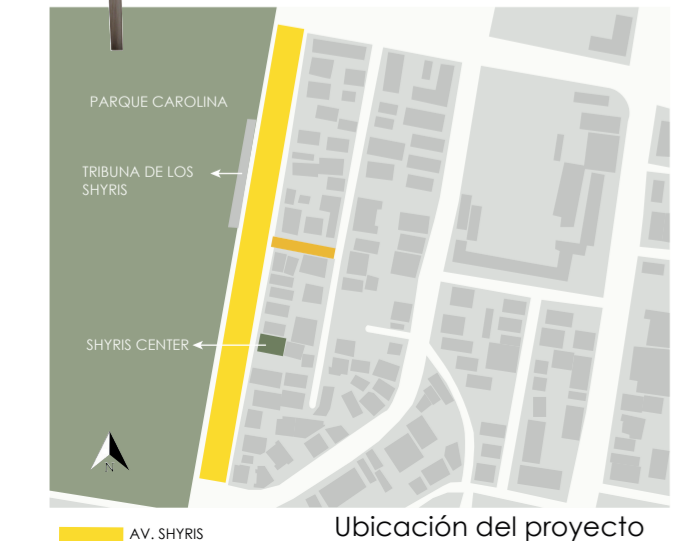 PARQUE CAROLINA
TRIBUNA DE LOS
SHYRIS
SHYRIS CENTER
N
AV. SHYRIS
Ubicación del proyecto